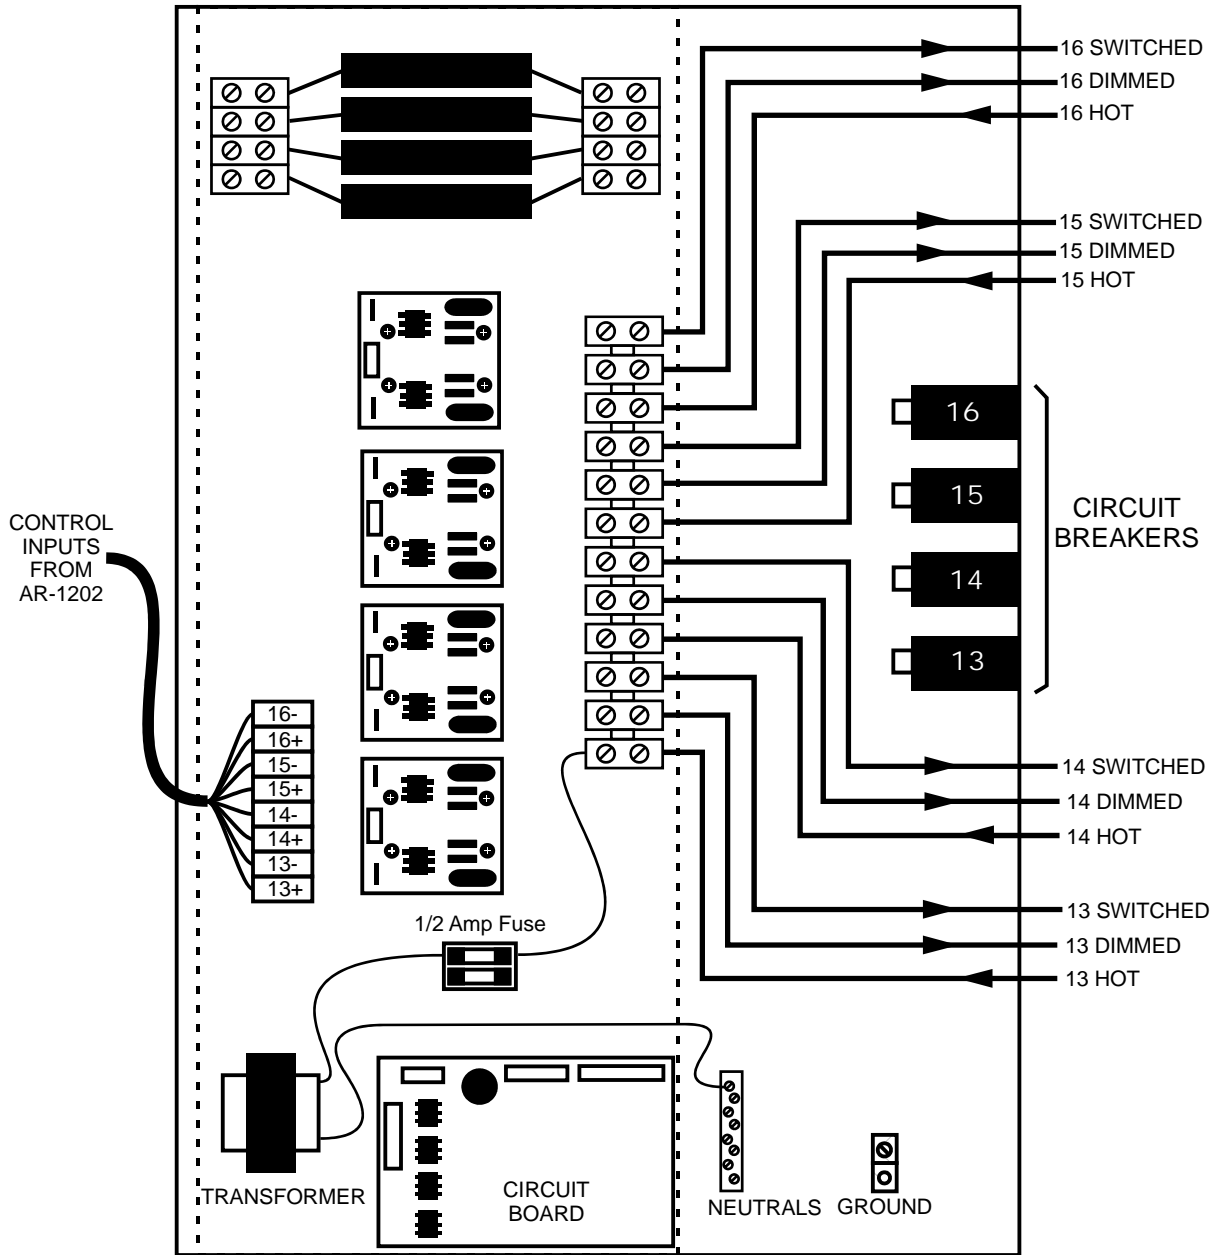 16 SWITCHED
16 DIMMED
16 HOT
15 SWITCHED
15 DIMMED
15 HOT
16
15
14
13
CIRCUIT
BREAKERS
CONTROL
INPUTS
FROM
AR-1202
16-
16+
15-
15+
14-
14+
13-
13+
14 SWITCHED
14 DIMMED
14 HOT
13 SWITCHED
13 DIMMED
13 HOT
1/2 Amp Fuse
TRANSFORMER
CIRCUIT
BOARD
NEUTRALS
GROUND